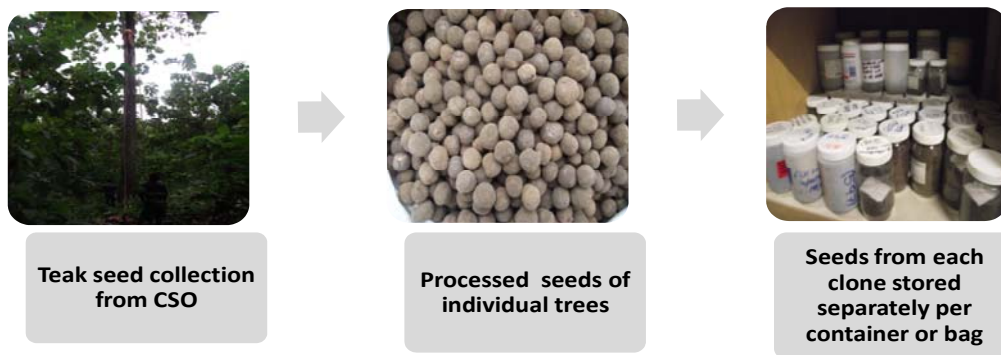 Teak seed collection
from CSO
Processed seeds of
individual trees
Seeds from each
clone stored
separately per
container or bag